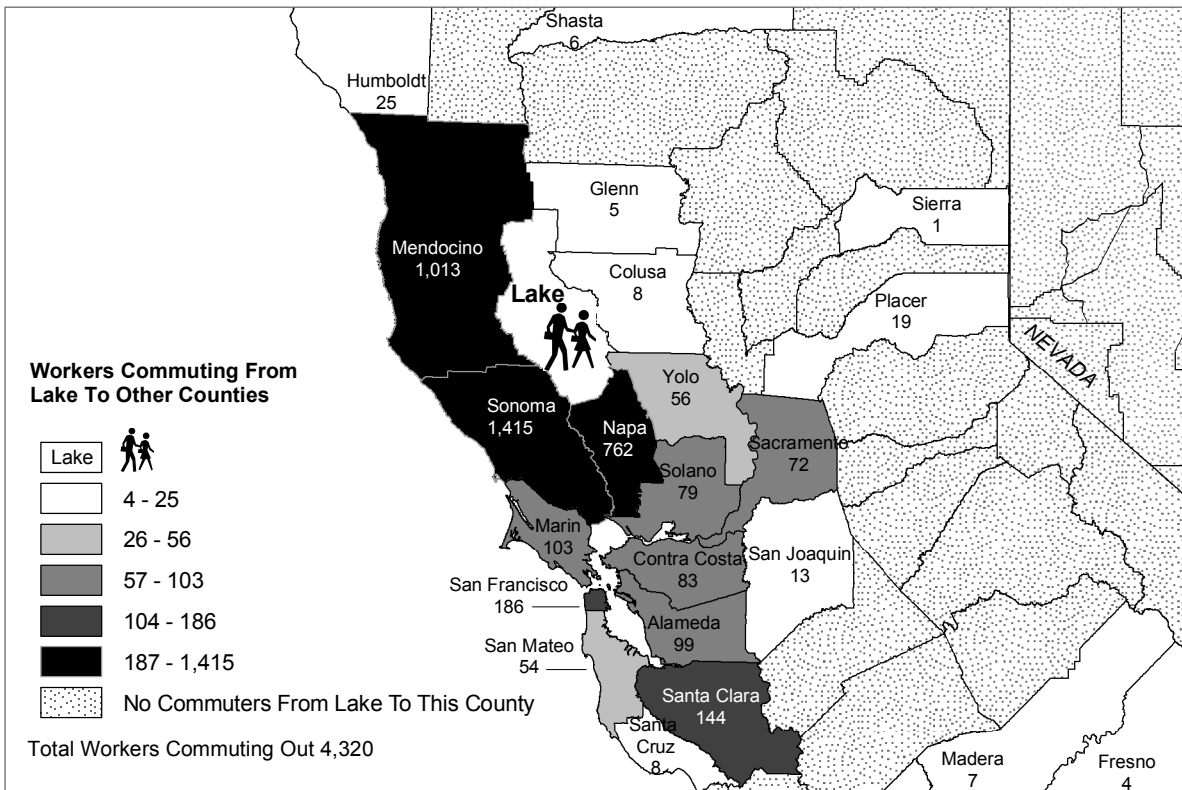 Shasta
6
Humboldt
25
Glenn
5
Sierra
1
Mendocino
1,013
Colusa
8
Lake
Placer
19
NEVADA
Workers Commuting From
Lake To Other Counties
Lake
4 - 25
26 - 56
57 - 103
104 - 186
187 - 1,415
No Commuters From Lake To This County
Total Workers Commuting Out 4,320
Yolo
56
Sonoma
1,415
Napa
762
Sacramento
72
Solano
79
Marin
103
Contra Costa
83
San Joaquin
13
San Francisco
186
Alameda
99
San Mateo
54
Santa Clara
144
Santa
Cruz
8
Madera
7
Fresno
4